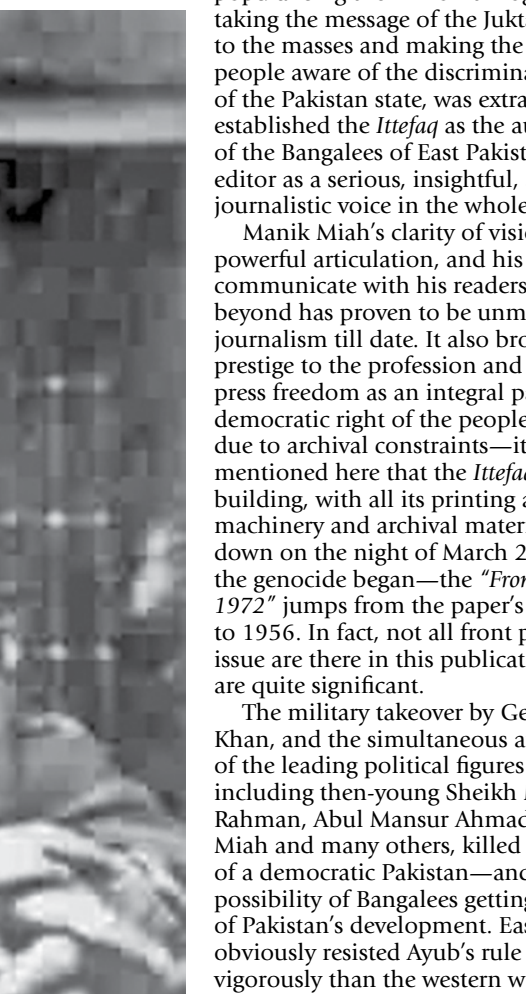 taking the message of the Jukt
to the masses and making the
people aware of the discrimina
of the Pakistan state, was extra
established the Ittefaq as the au
of the Bangalees of East Pakist
editor as a serious, insightful,
journalistic voice in the whole
Manik Miah's clarity of visi
powerful articulation, and his
communicate with his readers
beyond has proven to be unm
journalism till date. It also bro
prestige to the profession and
press freedom as an integral p
democratic right of the people
due to archival constraints—it
mentioned here that the Ittefa
building, with all its printing a
machinery and archival mater
down on the night of March 2
the genocide began—the “Fron
1972” jumps from the paper's
to 1956. In fact, not all front p
issue are there in this publicat
are quite significant.
The military takeover by Ge
Khan, and the simultaneous a
of the leading political figures
including then-young Sheikh
Rahman, Abul Mansur Ahmad
Miah and many others, killed
of a democratic Pakistan—and
possibility of Bangalees getting
of Pakistan's development. Eas
obviously resisted Ayub's rule
vigorously than the western w